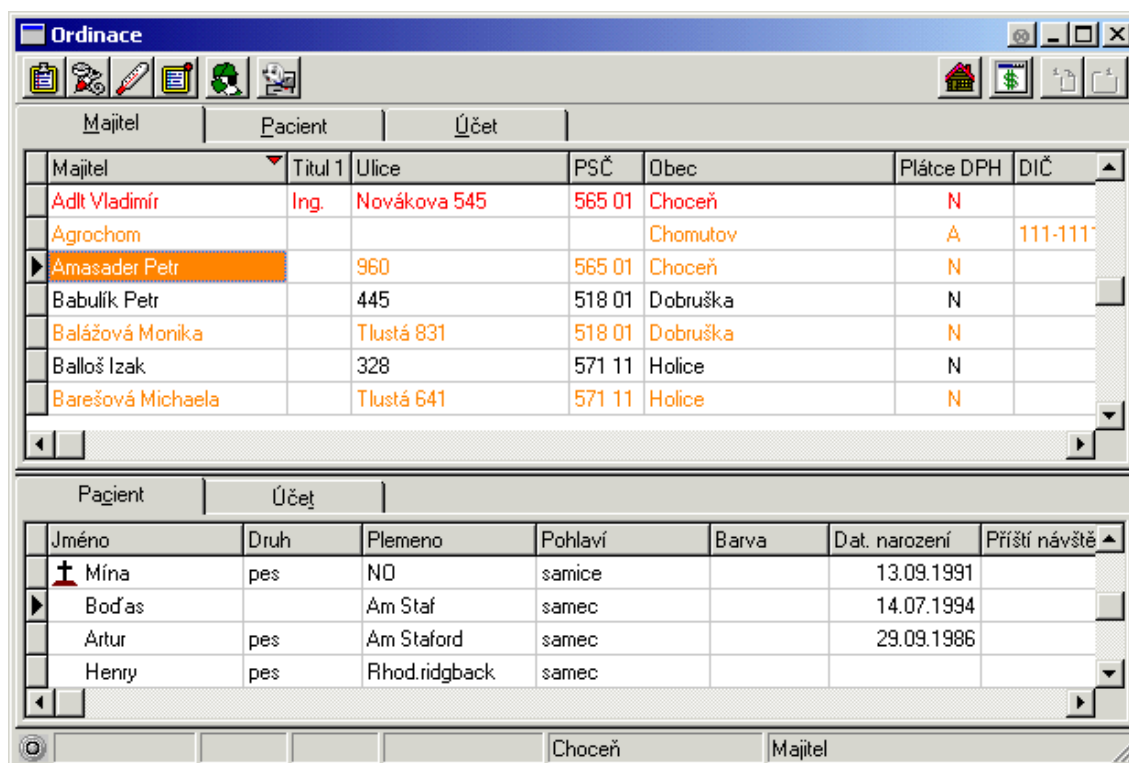 Ordinace
Majitel Pacient Účet
Majitel Titul 1 Ulice PSČ Obec Plátce DPH DIČ
Adlt Vladimír Ing. Novákova 545 565 01 Choceň N
Agrochom Chomutov A 111-111
Amasader Petr 960 565 01 Choceň N
Babulík Petr 445 518 01 Dobruška N
Balážová Monika Tlustá 831 518 01 Dobruška N
Balloš Izak 328 571 11 Holice N
Barešová Michaela Tlustá 641 571 11 Holice N
Pacient Účet
Jméno Druh Plemeno Pohlaví Barva Dat. narození Příští návště
Mína pes NO samice 13.09.1991
Boďas Am Staf samec 14.07.1994
Artur pes Am Staford samec 29.09.1986
Henry pes Rhod.ridgback samec
Choceň Majitel